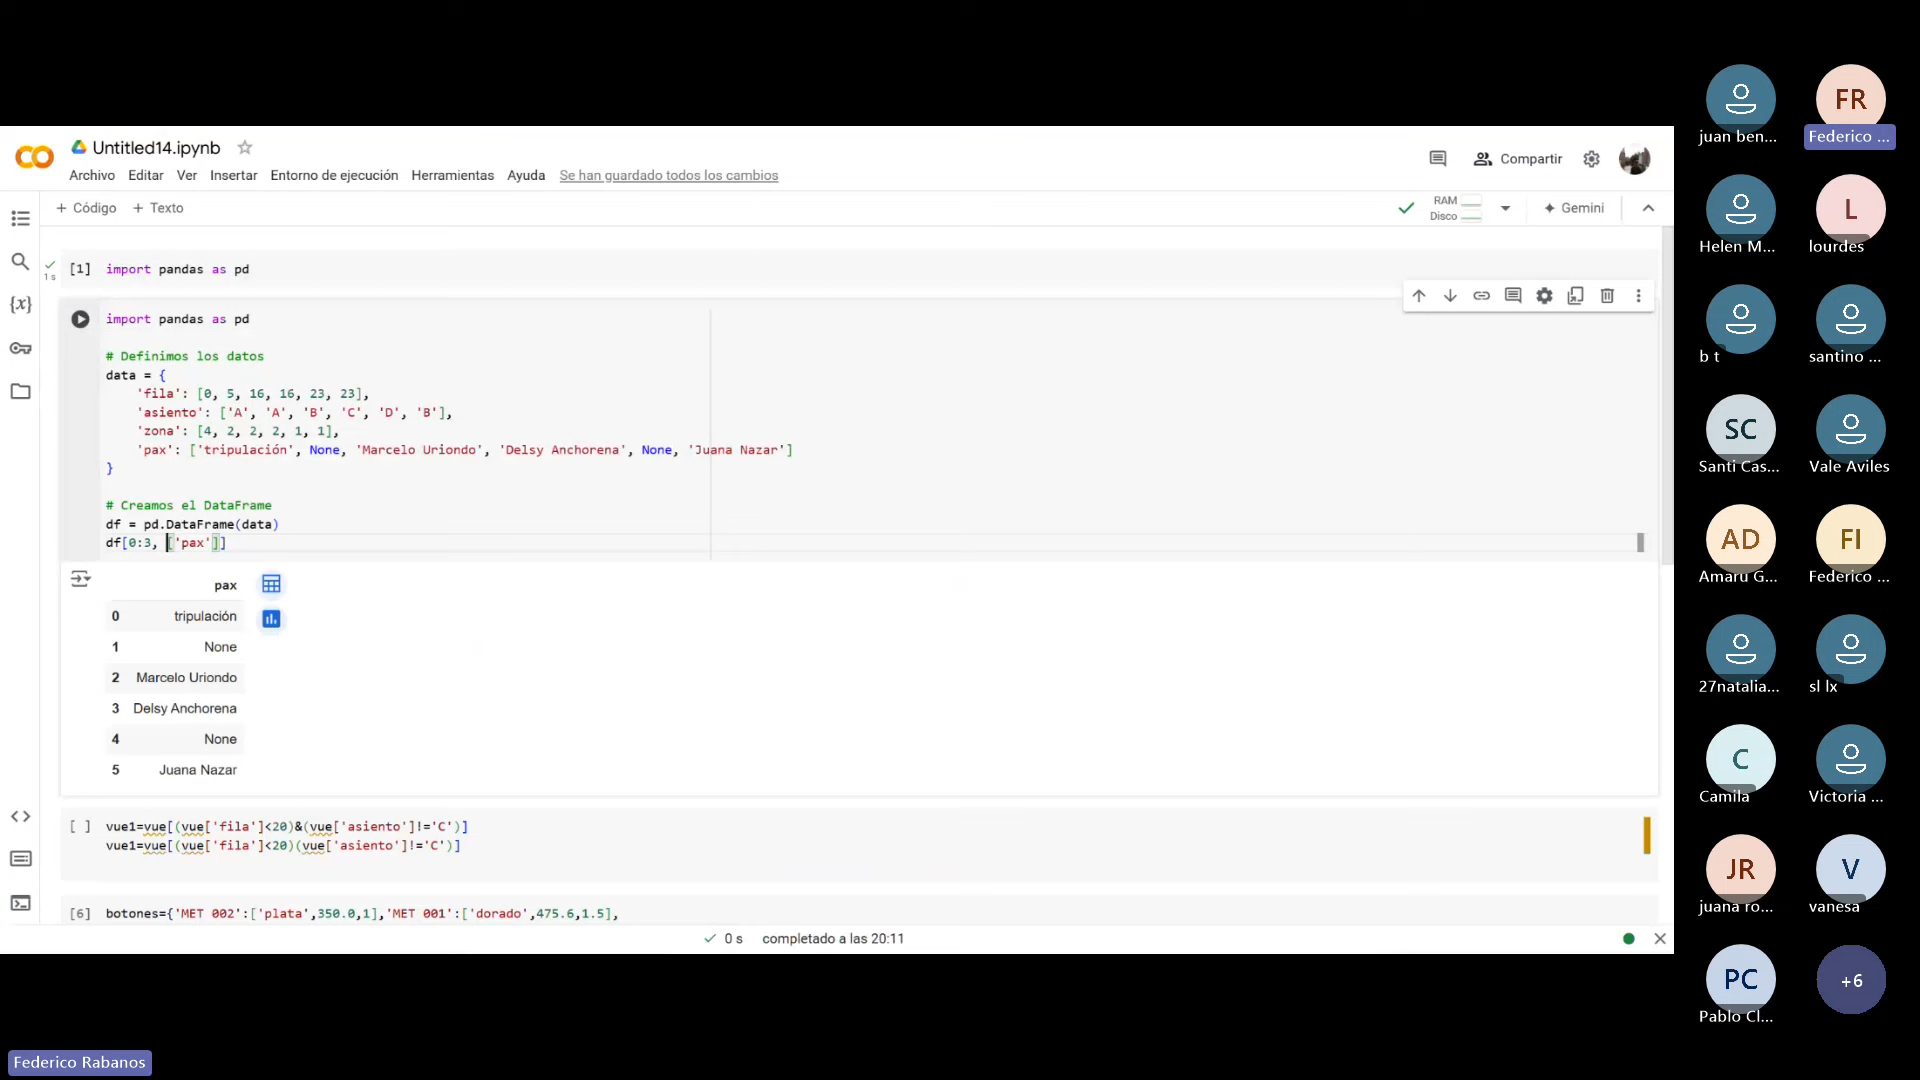 Untitled14.ipynb
Archivo Editar Ver Insertar Entorno de ejecución Herramientas Ayuda Se han guardado todos los cambios
Compartir
+ Código + Texto
RAM
Disco
Gemini
[1] import pandas as pd
1 s
import pandas as pd
# Definimos los datos
data = {
'fila': [0, 5, 16, 16, 23, 23],
'asiento': ['A', 'A', 'B', 'C', 'D', 'B'],
'zona': [4, 2, 2, 2, 1, 1],
'pax': ['tripulación', None, 'Marcelo Uriondo', 'Delsy Anchorena', None, 'Juana Nazar']
}
# Creamos el DataFrame
df = pd.DataFrame(data)
df[0:3, ['pax']]
pax
0 tripulación
1 None
2 Marcelo Uriondo
3 Delsy Anchorena
4 None
5 Juana Nazar
[ ] vue1=vue[(vue['fila']<20)&(vue['asiento']!='C')]
vue1=vue[(vue['fila']<20)(vue['asiento']!='C')]
[6] botones={'MET 002':['plata',350.0,1],'MET 001':['dorado',475.6,1.5],
0 s completado a las 20:11
juan ben...
FR
Federico ...
Helen M...
L
lourdes
b t
santino ...
SC
Santi Cas...
Vale Aviles
AD
Amaru G...
FI
Federico ...
27natalia...
sl lx
C
Camila
Victoria ...
JR
juana ro...
V
vanesa
PC
Pablo Cl...
+6
Federico Rabanos